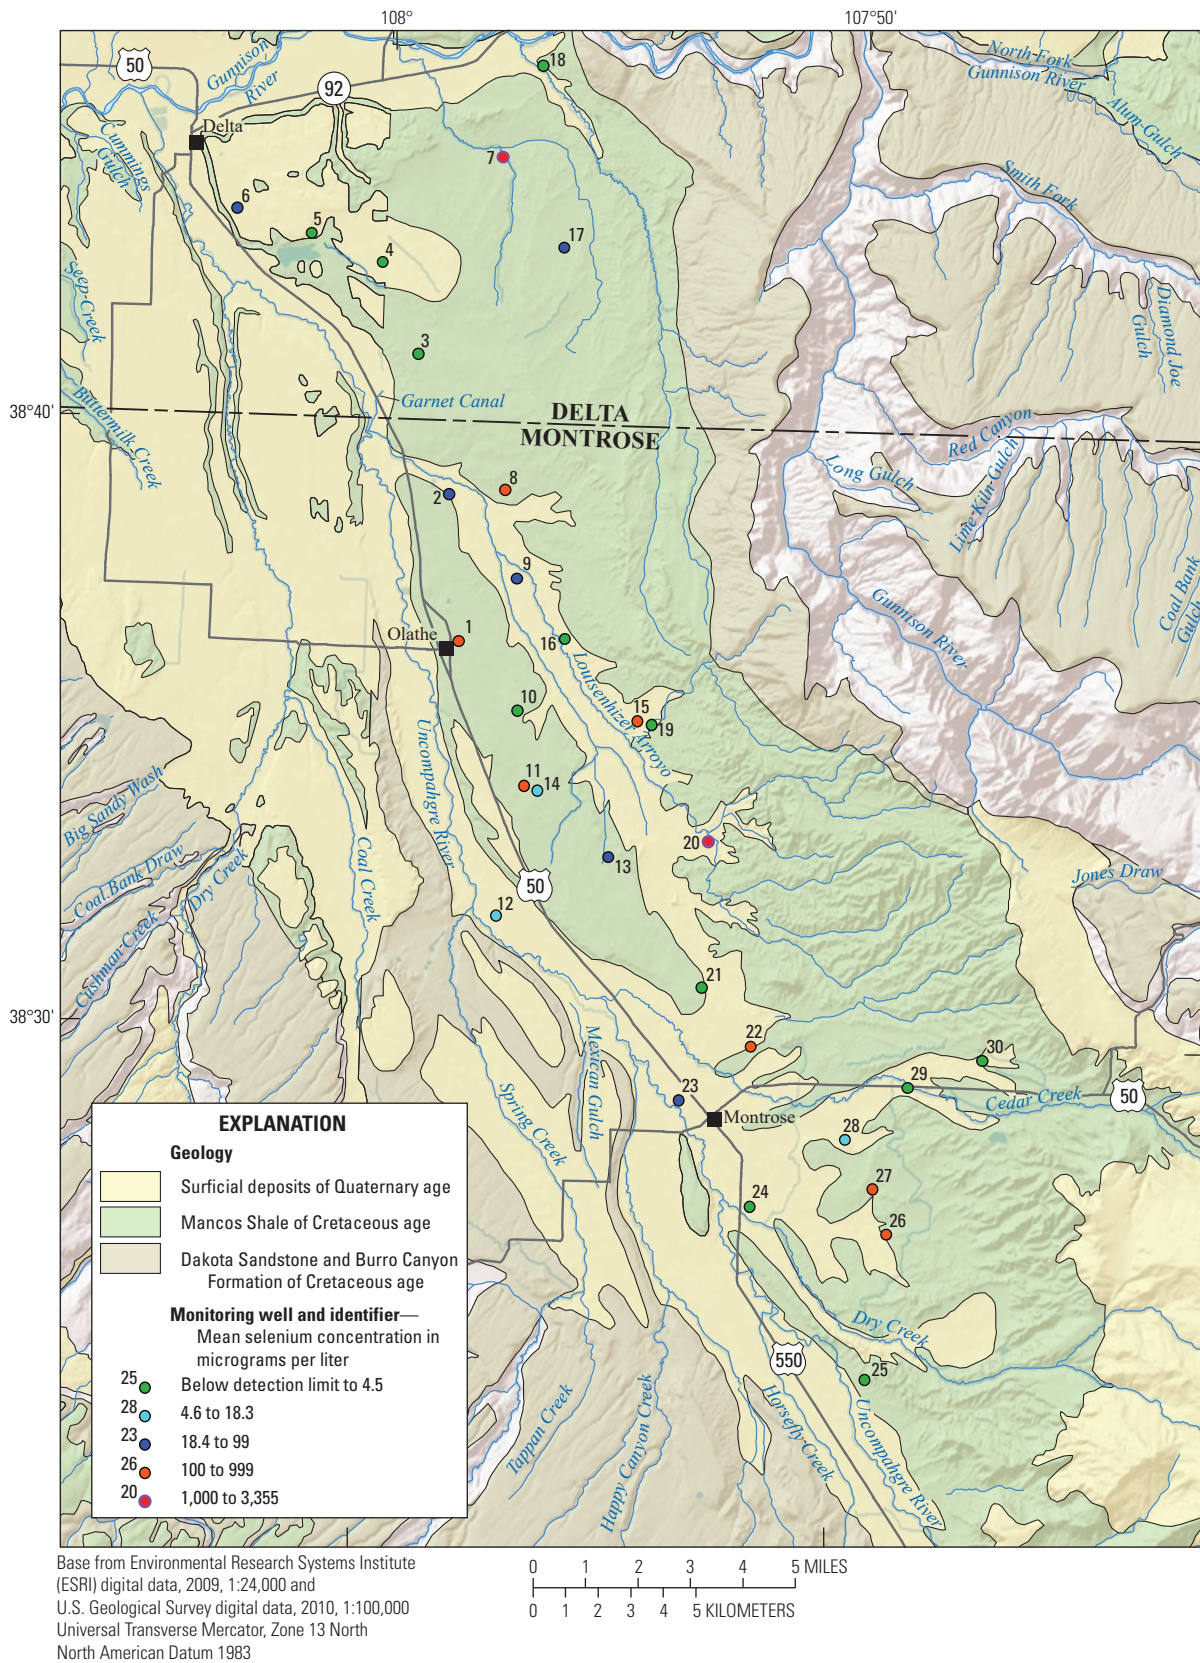 108°
107°50'
50
Gunnison
River
92
18
North Fork
Gunnison River
Alum Gulch
Delta
Cummings
Gulch
7
Smith Fork
6
5
4
17
Seep Creek
Diamond Joe
Gulch
3
38°40'
Garnet Canal
DELTA
MONTROSE
Buttermilk Creek
Red Canyon
Long Gulch
Lime Kiln Gulch
2
8
9
Coal Bank
Gulch
Gunnison River
Olathe
1
16
Loutsenhizer Arroyo
10
15
19
Uncompahgre River
11
14
Big Sandy Wash
20
Coal Bank Draw
Dry Creek
Coal Creek
13
50
Jones Draw
12
Cushman Creek
21
38°30'
Mexican Gulch
22
30
29
23
Cedar Creek
50
Montrose
Spring Creek
28
27
24
26
Dry Creek
550
25
Tappan Creek
Happy Canyon Creek
Horsefly Creek
Uncompahgre River
EXPLANATION
Geology
Surficial deposits of Quaternary age
Mancos Shale of Cretaceous age
Dakota Sandstone and Burro Canyon
Formation of Cretaceous age
Monitoring well and identifier—
Mean selenium concentration in
micrograms per liter
25 Below detection limit to 4.5
28 4.6 to 18.3
23 18.4 to 99
26 100 to 999
20 1,000 to 3,355
Base from Environmental Research Systems Institute
(ESRI) digital data, 2009, 1:24,000 and
U.S. Geological Survey digital data, 2010, 1:100,000
Universal Transverse Mercator, Zone 13 North
North American Datum 1983
0 1 2 3 4 5 MILES
0 1 2 3 4 5 KILOMETERS